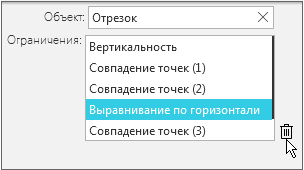 Объект: Отрезок
Ограничения:
Вертикальность
Совпадение точек (1)
Совпадение точек (2)
Выравнивание по горизонтали
Совпадение точек (3)